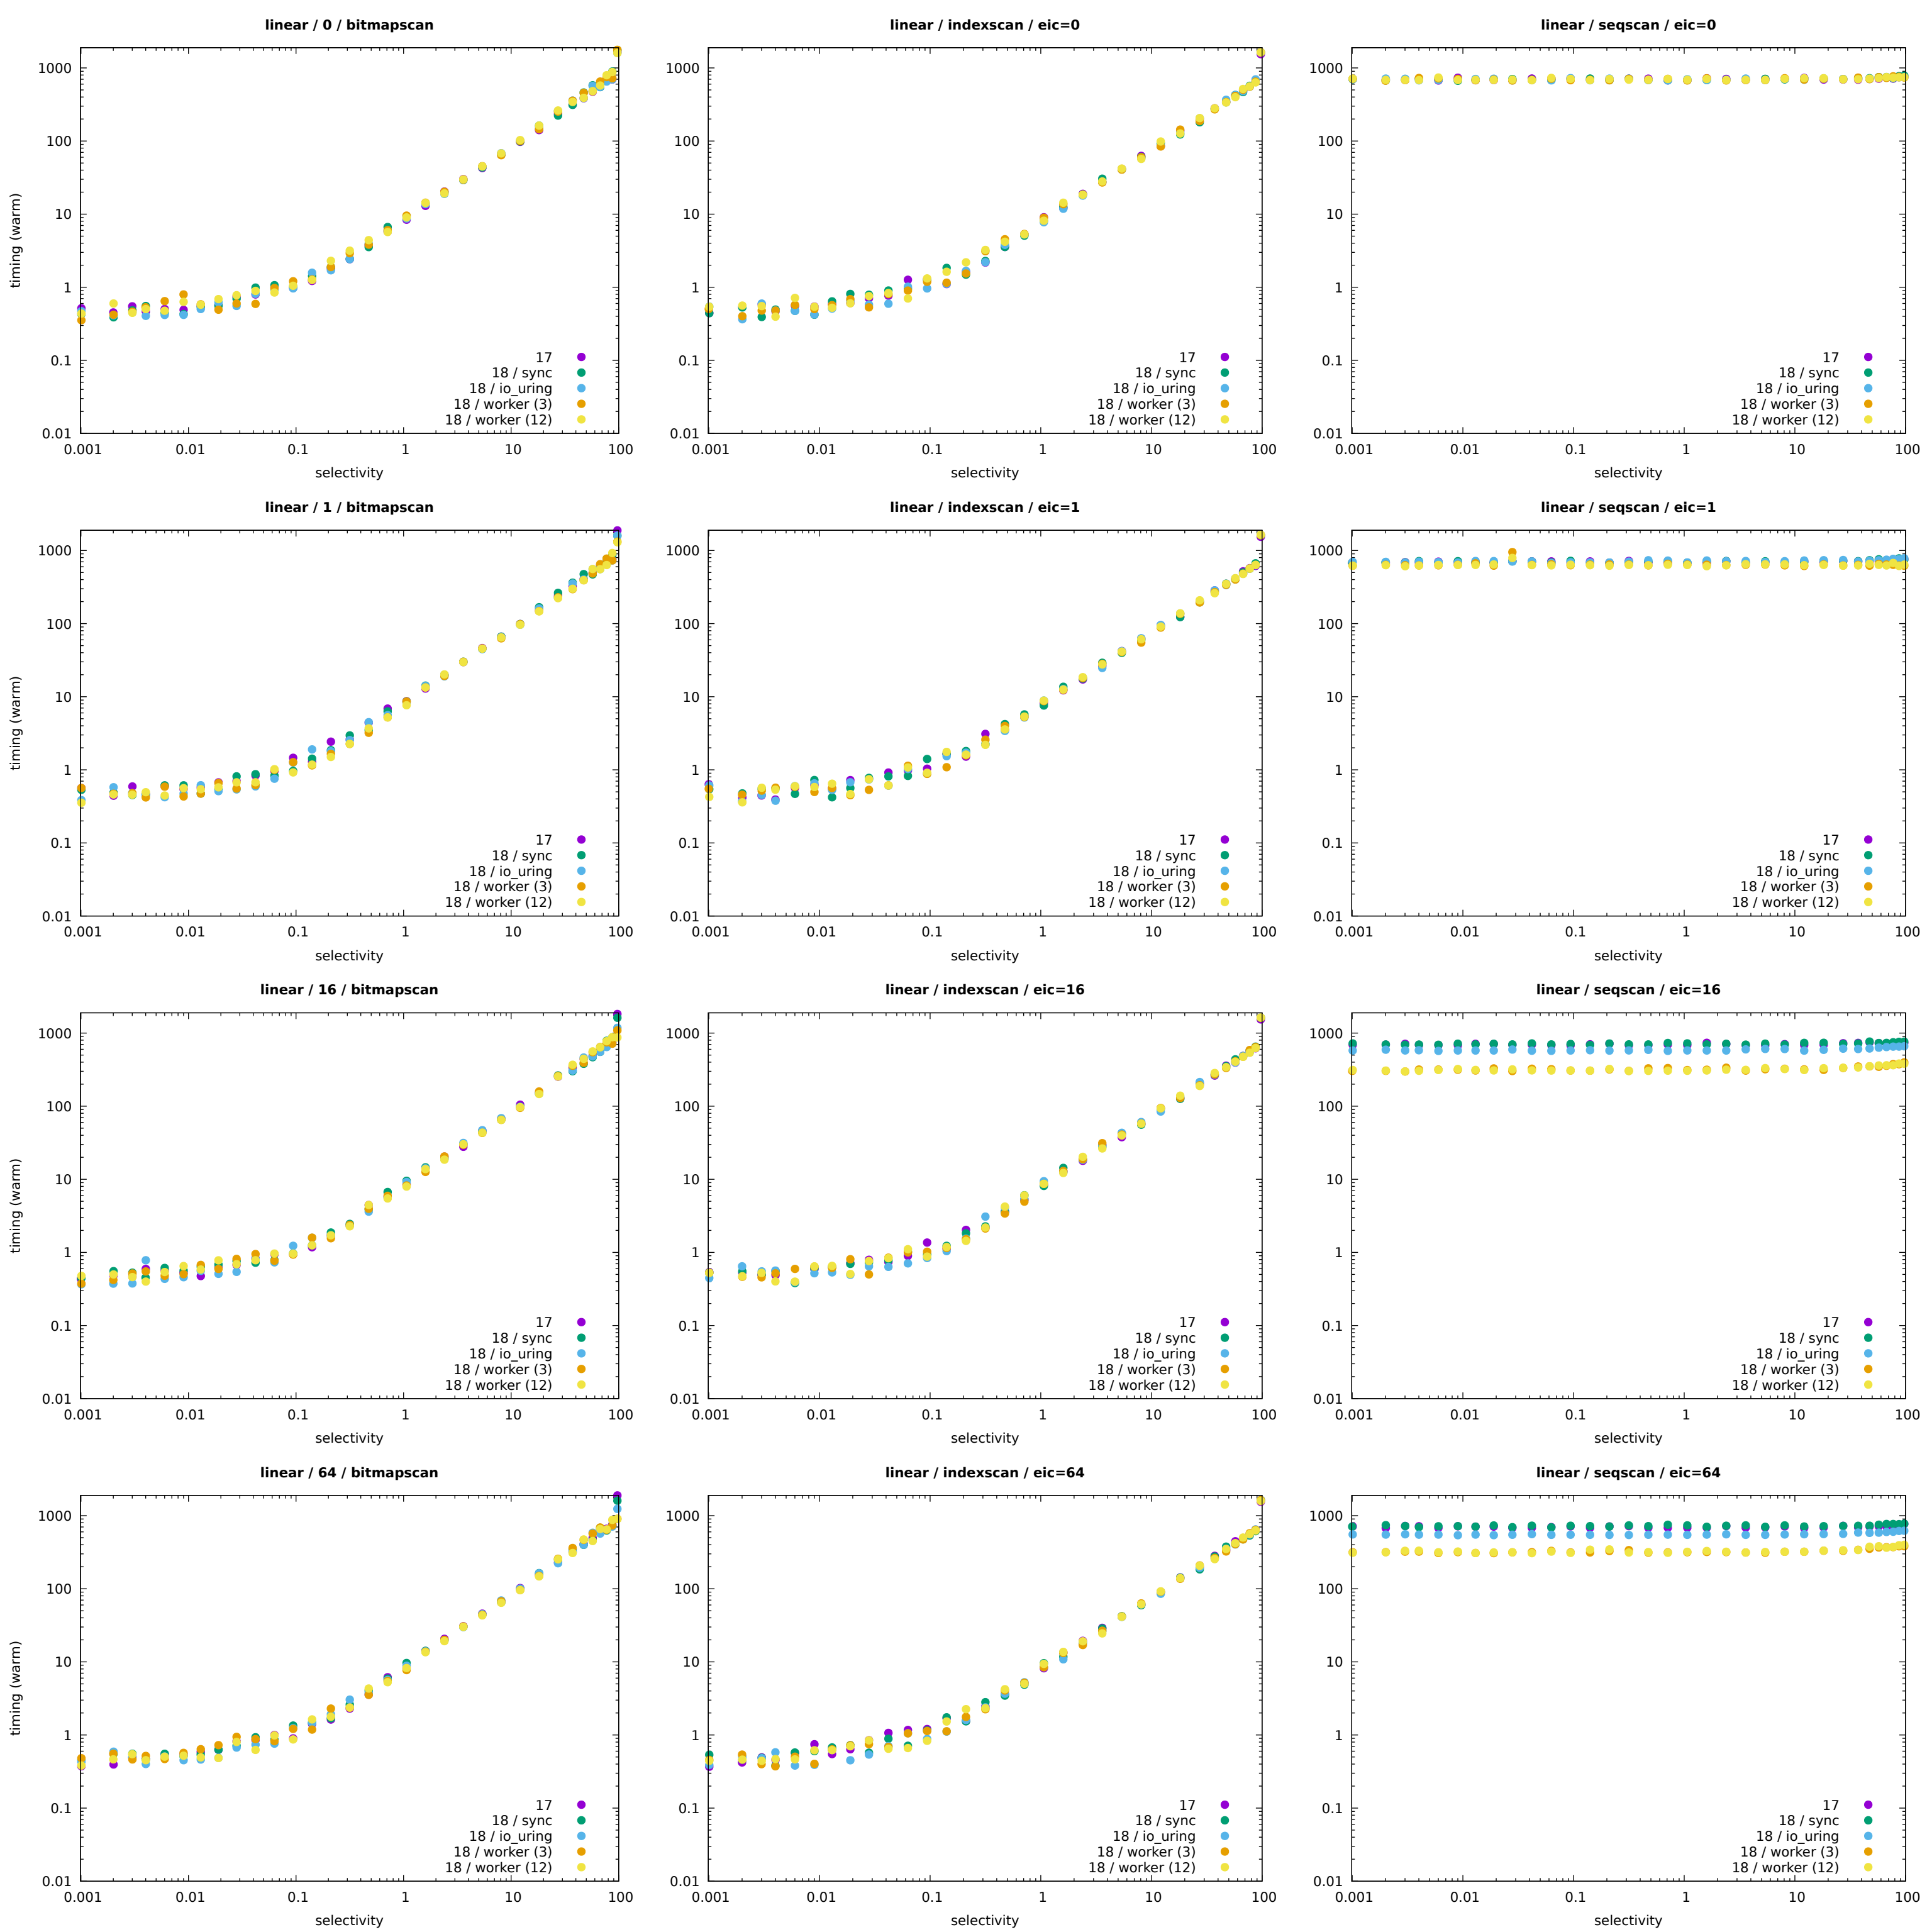 linear / 0 / bitmapscan
timing (warm)
1000
100
10
1
0.1
0.01
17
18 / sync
18 / io_uring
18 / worker (3)
18 / worker (12)
0.001 0.01 0.1 1 10 100
selectivity
linear / indexscan / eic=0
1000
100
10
1
0.1
0.01
17
18 / sync
18 / io_uring
18 / worker (3)
18 / worker (12)
0.001 0.01 0.1 1 10 100
selectivity
linear / seqscan / eic=0
1000
100
10
1
0.1
0.01
17
18 / sync
18 / io_uring
18 / worker (3)
18 / worker (12)
0.001 0.01 0.1 1 10 100
selectivity
linear / 1 / bitmapscan
timing (warm)
1000
100
10
1
0.1
0.01
17
18 / sync
18 / io_uring
18 / worker (3)
18 / worker (12)
0.001 0.01 0.1 1 10 100
selectivity
linear / indexscan / eic=1
1000
100
10
1
0.1
0.01
17
18 / sync
18 / io_uring
18 / worker (3)
18 / worker (12)
0.001 0.01 0.1 1 10 100
selectivity
linear / seqscan / eic=1
1000
100
10
1
0.1
0.01
17
18 / sync
18 / io_uring
18 / worker (3)
18 / worker (12)
0.001 0.01 0.1 1 10 100
selectivity
linear / 16 / bitmapscan
timing (warm)
1000
100
10
1
0.1
0.01
17
18 / sync
18 / io_uring
18 / worker (3)
18 / worker (12)
0.001 0.01 0.1 1 10 100
selectivity
linear / indexscan / eic=16
1000
100
10
1
0.1
0.01
17
18 / sync
18 / io_uring
18 / worker (3)
18 / worker (12)
0.001 0.01 0.1 1 10 100
selectivity
linear / seqscan / eic=16
1000
100
10
1
0.1
0.01
17
18 / sync
18 / io_uring
18 / worker (3)
18 / worker (12)
0.001 0.01 0.1 1 10 100
selectivity
linear / 64 / bitmapscan
timing (warm)
1000
100
10
1
0.1
0.01
17
18 / sync
18 / io_uring
18 / worker (3)
18 / worker (12)
0.001 0.01 0.1 1 10 100
selectivity
linear / indexscan / eic=64
1000
100
10
1
0.1
0.01
17
18 / sync
18 / io_uring
18 / worker (3)
18 / worker (12)
0.001 0.01 0.1 1 10 100
selectivity
linear / seqscan / eic=64
1000
100
10
1
0.1
0.01
17
18 / sync
18 / io_uring
18 / worker (3)
18 / worker (12)
0.001 0.01 0.1 1 10 100
selectivity